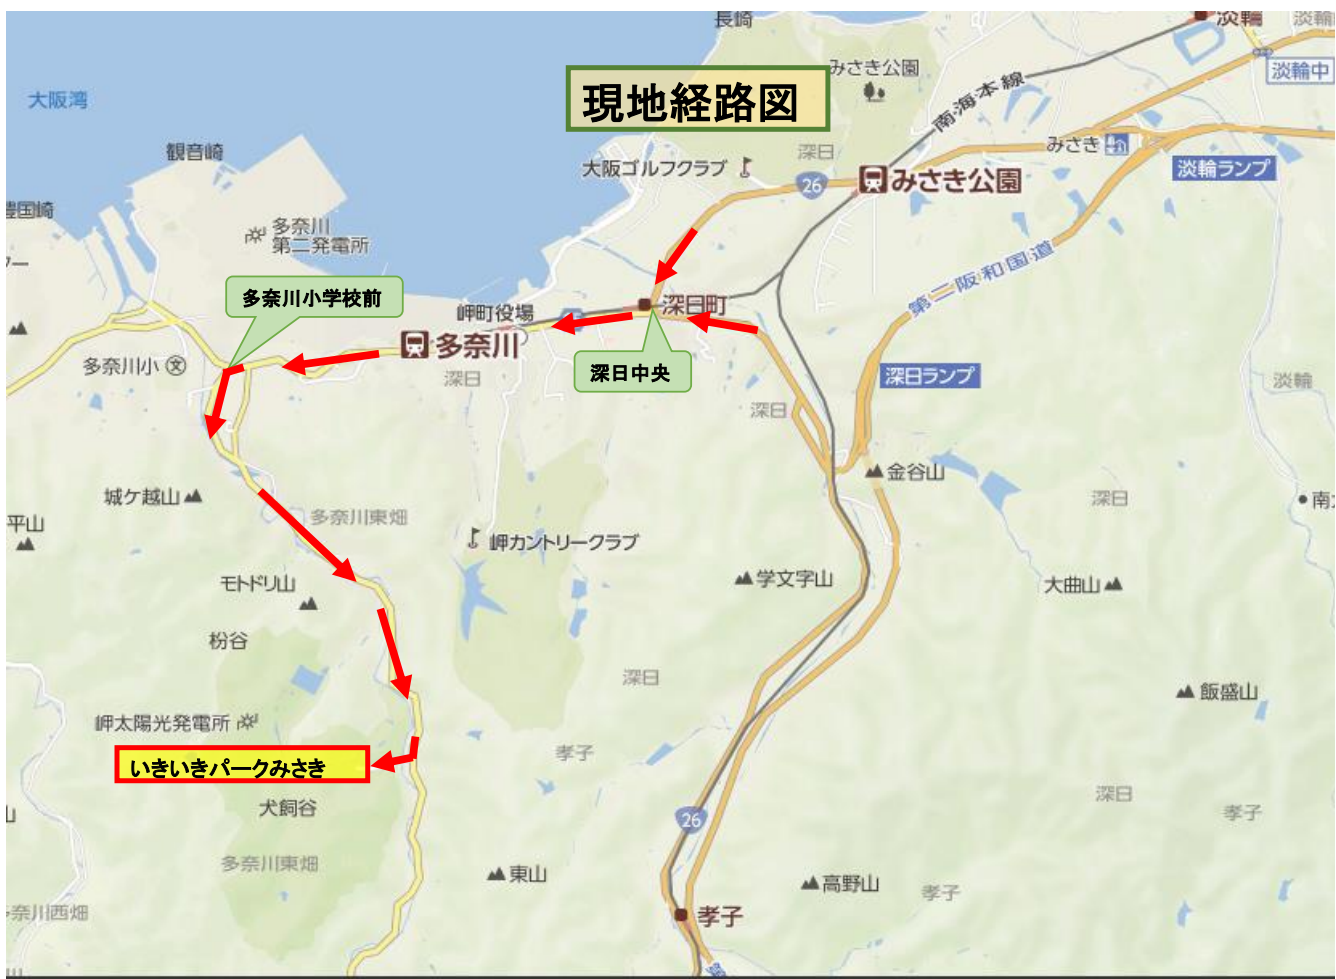 長崎
淡輪
淡輪
みさき公園
淡輪中
大阪湾
現地経路図
南海本線
観音崎
みさき
深日
大阪ゴルフクラブ
淡輪ランプ
26
みさき公園
豊国崎
多奈川
第二発電所
第二阪和国道
多奈川小学校前
岬町役場
深日町
多奈川
多奈川小
文
深日
深日中央
深日ランプ
淡輪
深日
金谷山
城ケ越山
多奈川東畑
深日
平山
岬カントリークラブ
学文字山
大曲山
モトドリ山
枌谷
深日
飯盛山
岬太陽光発電所
孝子
いきいきパークみさき
犬飼谷
深日
孝子
26
多奈川東畑
東山
高野山
孝子
奈川西畑
孝子